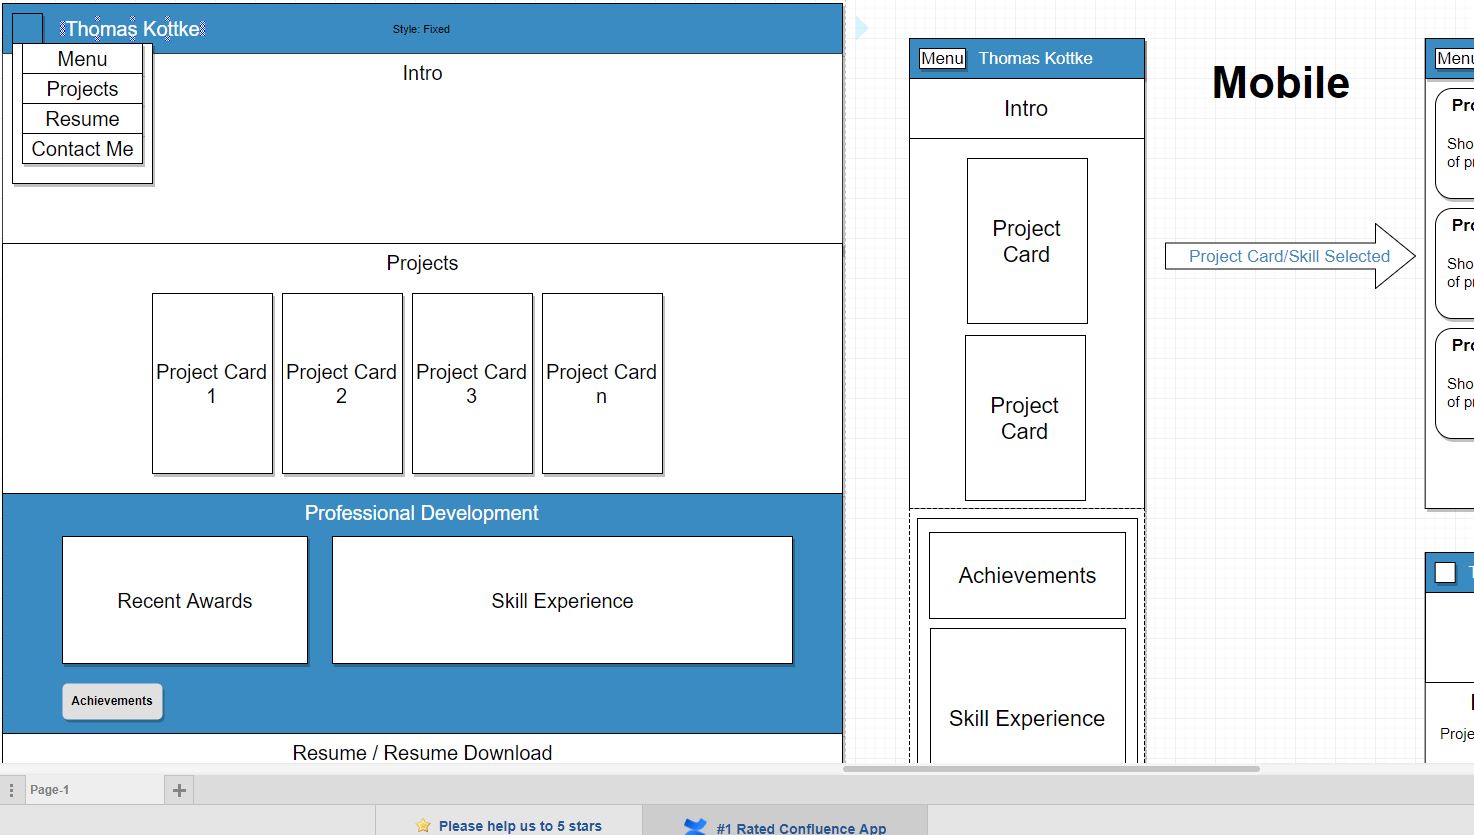 Thomas Kottke
Style: Fixed
Menu
Projects
Resume
Contact Me
Intro
Projects
Project Card
1
Project Card
2
Project Card
3
Project Card
n
Professional Development
Recent Awards
Skill Experience
Achievements
Resume / Resume Download
Menu
Thomas Kottke
Intro
Project
Card
Project
Card
Achievements
Skill Experience
Mobile
Project Card/Skill Selected
Menu
Pro
Sho
of p
Pro
Sho
of p
Pro
Sho
of p
T
Proje
Page-1
Please help us to 5 stars
#1 Rated Confluence App